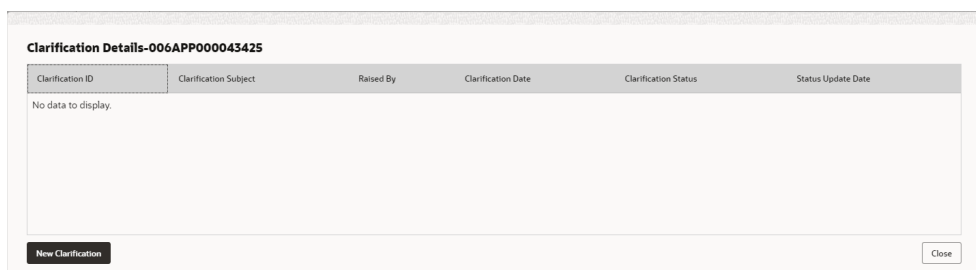 Clarification Details-006APP000043425
Clarification ID Clarification Subject Raised By Clarification Date Clarification Status Status Update Date
No data to display.
New Clarification Close